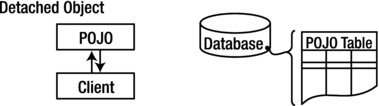 Detached Object
POJO
Client
Database
POJO Table